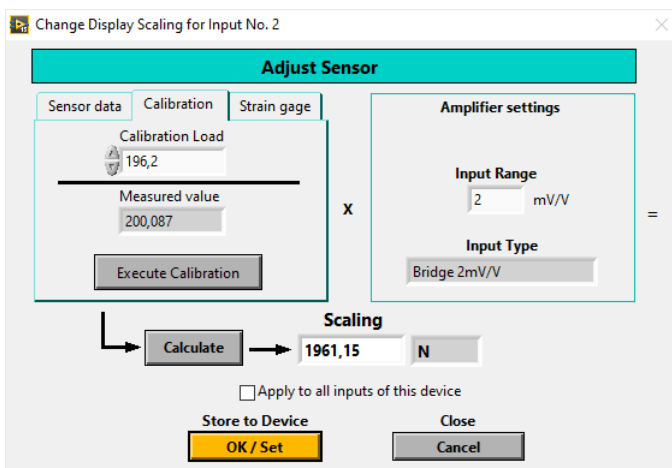 Change Display Scaling for Input No. 2
Adjust Sensor
Sensor data
Calibration
Strain gage
Calibration Load
196,2
Measured value
200,087
Execute Calibration
x
Amplifier settings
Input Range
2 mV/V
Input Type
Bridge 2mV/V
=
Scaling
Calculate
1961,15 N
Apply to all inputs of this device
Store to Device
OK / Set
Close
Cancel